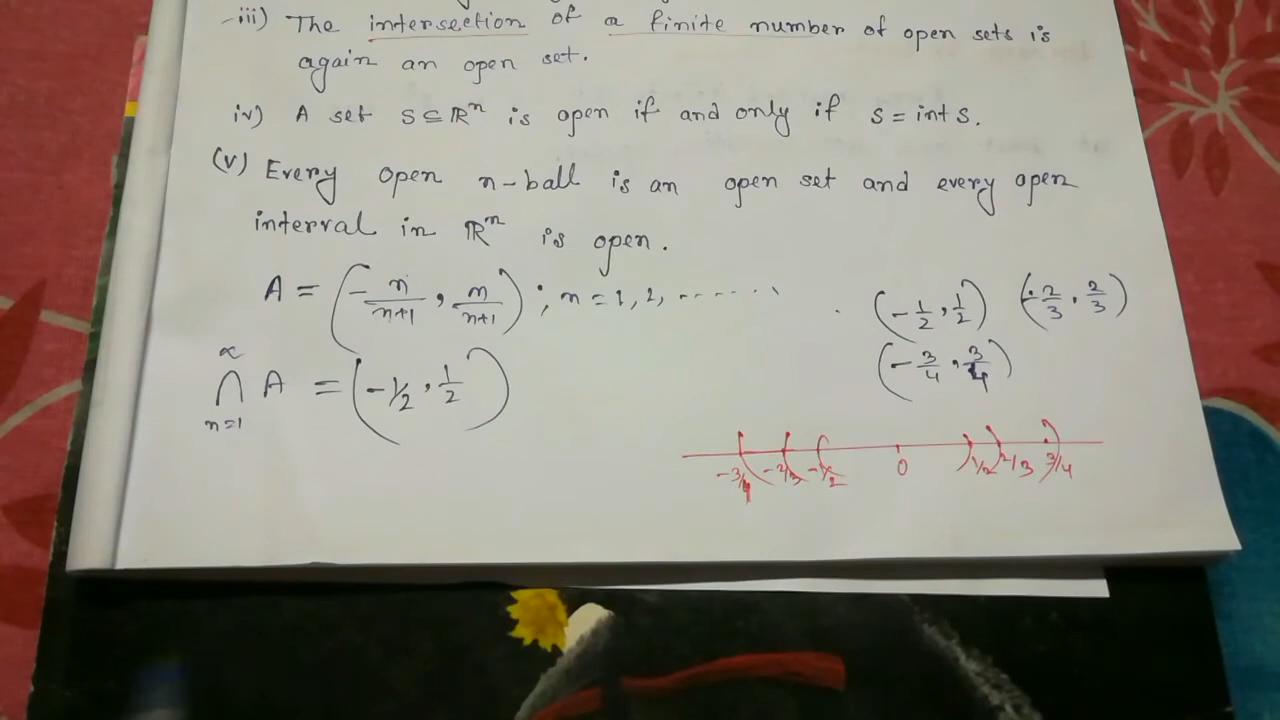 iii) The intersection of a finite number of open sets is
again an open set.
iv) A set S ⊆ ℝⁿ is open if and only if S = int S.
(v) Every open n-ball is an open set and every open
interval in ℝⁿ is open.
A = (-n/n+1, n/n+1); n = 1, 2, .......
(-1/2, 1/2) (-2/3, 2/3)
(-3/4, 3/4)
∞
∩ A = (-1/2, 1/2)
n=1
-3/4 -2/3 -1/2 0 1/2 2/3 3/4